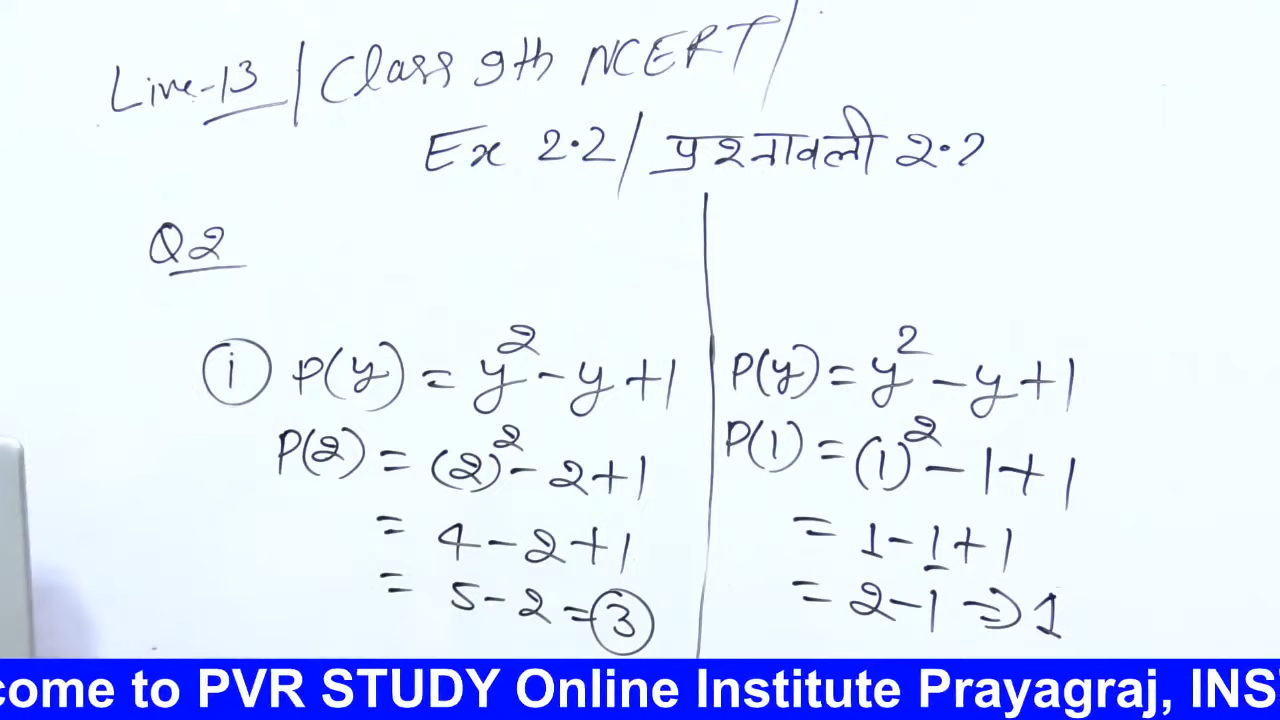 Live-13 / Class 9th NCERT /
Ex 2.2 / प्रश्नावली 2.2
Q2
(i) P(y) = y² - y + 1
P(2) = (2)² - 2 + 1
= 4 - 2 + 1
= 5 - 2 = 3
P(y) = y² - y + 1
P(1) = (1)² - 1 + 1
= 1 - 1 + 1
= 2 - 1 ⇒ 1
come to PVR STUDY Online Institute Prayagraj, INS